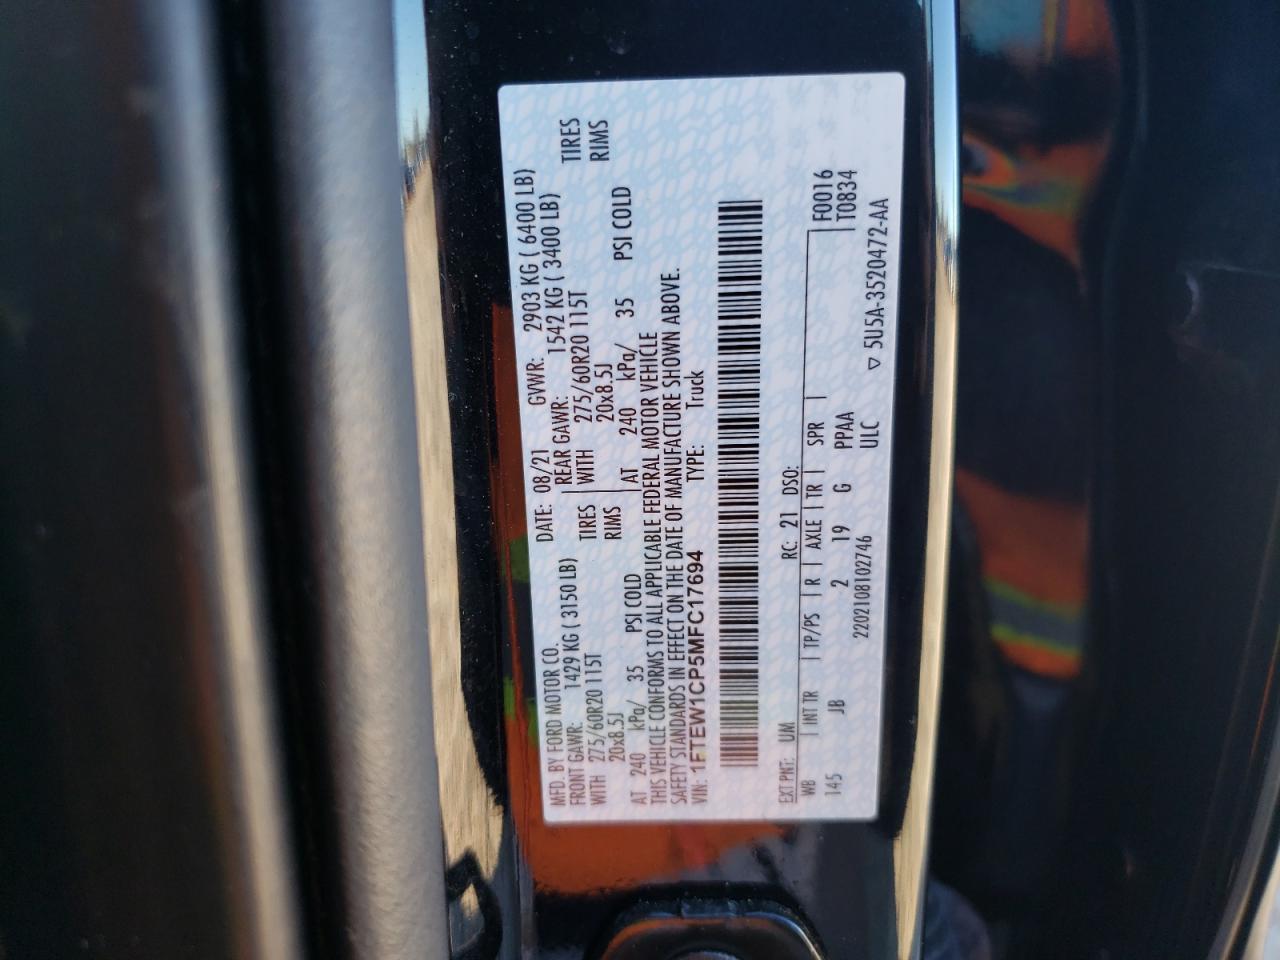 MFD. BY FORD MOTOR CO. DATE: 08/21 GVWR: 2903 KG ( 6400 LB)
FRONT GAWR: 1429 KG ( 3150 LB) REAR GAWR: 1542 KG ( 3400 LB)
WITH 275/60R20 115T TIRES WITH 275/60R20 115T TIRES
20x8.5J RIMS 20x8.5J RIMS
AT 240 kPa/ 35 PSI COLD AT 240 kPa/ 35 PSI COLD
THIS VEHICLE CONFORMS TO ALL APPLICABLE FEDERAL MOTOR VEHICLE
SAFETY STANDARDS IN EFFECT ON THE DATE OF MANUFACTURE SHOWN ABOVE.
VIN: 1FTEW1CP5MFC17694 TYPE: Truck
EXT PNT: UM RC: 21 DSO:
WB INT TR TP/PS R AXLE TR SPR F0016
145 JB 2 19 G PPAA T0834
2202108102746 ULC
▽ 5U5A-3520472-AA